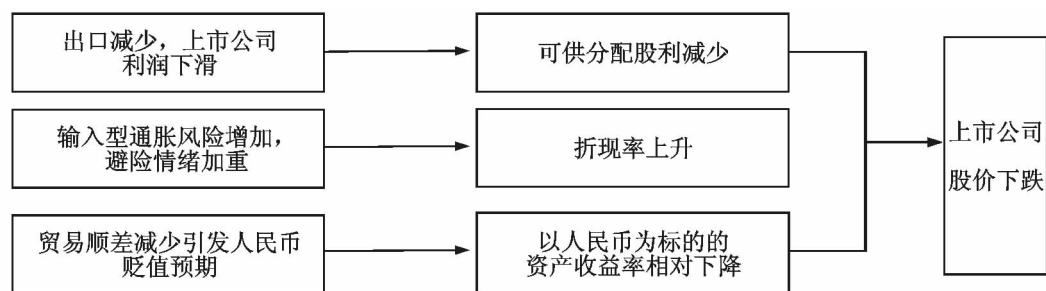 出口减少，上市公司
利润下滑
可供分配股利减少
输入型通胀风险增加，
避险情绪加重
折现率上升
贸易顺差减少引发人民币
贬值预期
以人民币为标的的
资产收益率相对下降
上市公司
股价下跌